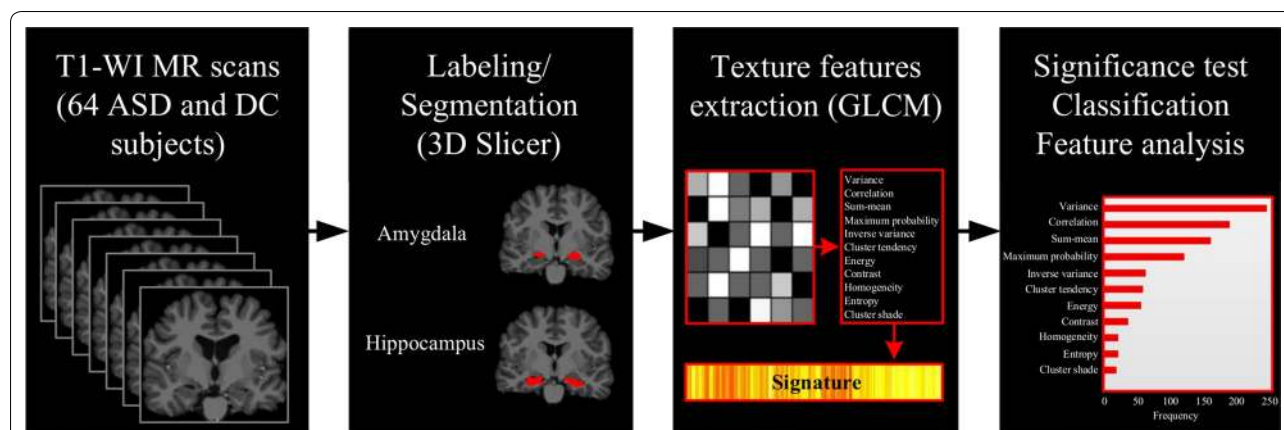 T1-WI MR scans
(64 ASD and DC
subjects)
Labeling/
Segmentation
(3D Slicer)
Amygdala
Hippocampus
Texture features
extraction (GLCM)
Variance
Correlation
Sum-mean
Maximum probability
Inverse variance
Cluster tendency
Energy
Contrast
Homogeneity
Entropy
Cluster shade
Signature
Significance test
Classification
Feature analysis
Variance
Correlation
Sum-mean
Maximum probability
Inverse variance
Cluster tendency
Energy
Contrast
Homogeneity
Entropy
Cluster shade
0 50 100 150 200 250
Frequency